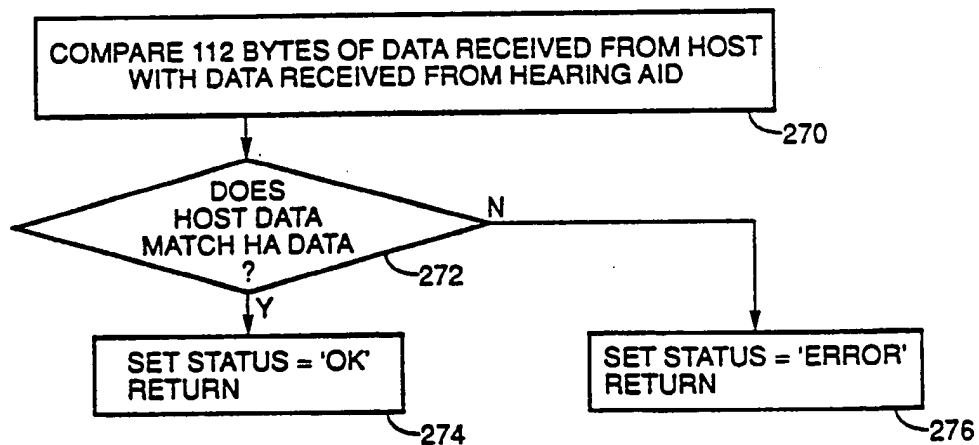 COMPARE 112 BYTES OF DATA RECEIVED FROM HOST
WITH DATA RECEIVED FROM HEARING AID
270
DOES
HOST DATA
MATCH HA DATA
?
272
N
Y
SET STATUS = 'OK'
RETURN
274
SET STATUS = 'ERROR'
RETURN
276